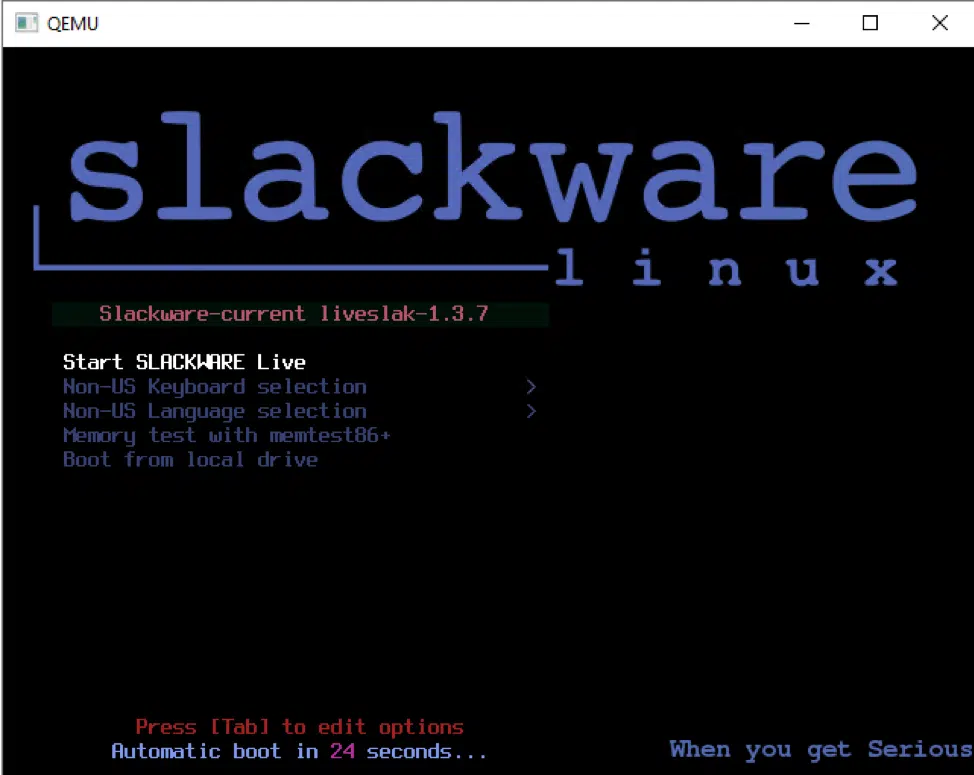 QEMU
slackware
linux
Slackware-current liveslak-1.3.7
Start SLACKWARE Live
Non-US Keyboard selection >
Non-US Language selection >
Memory test with memtest86+
Boot from local drive
Press [Tab] to edit options
Automatic boot in 24 seconds...
When you get Serious